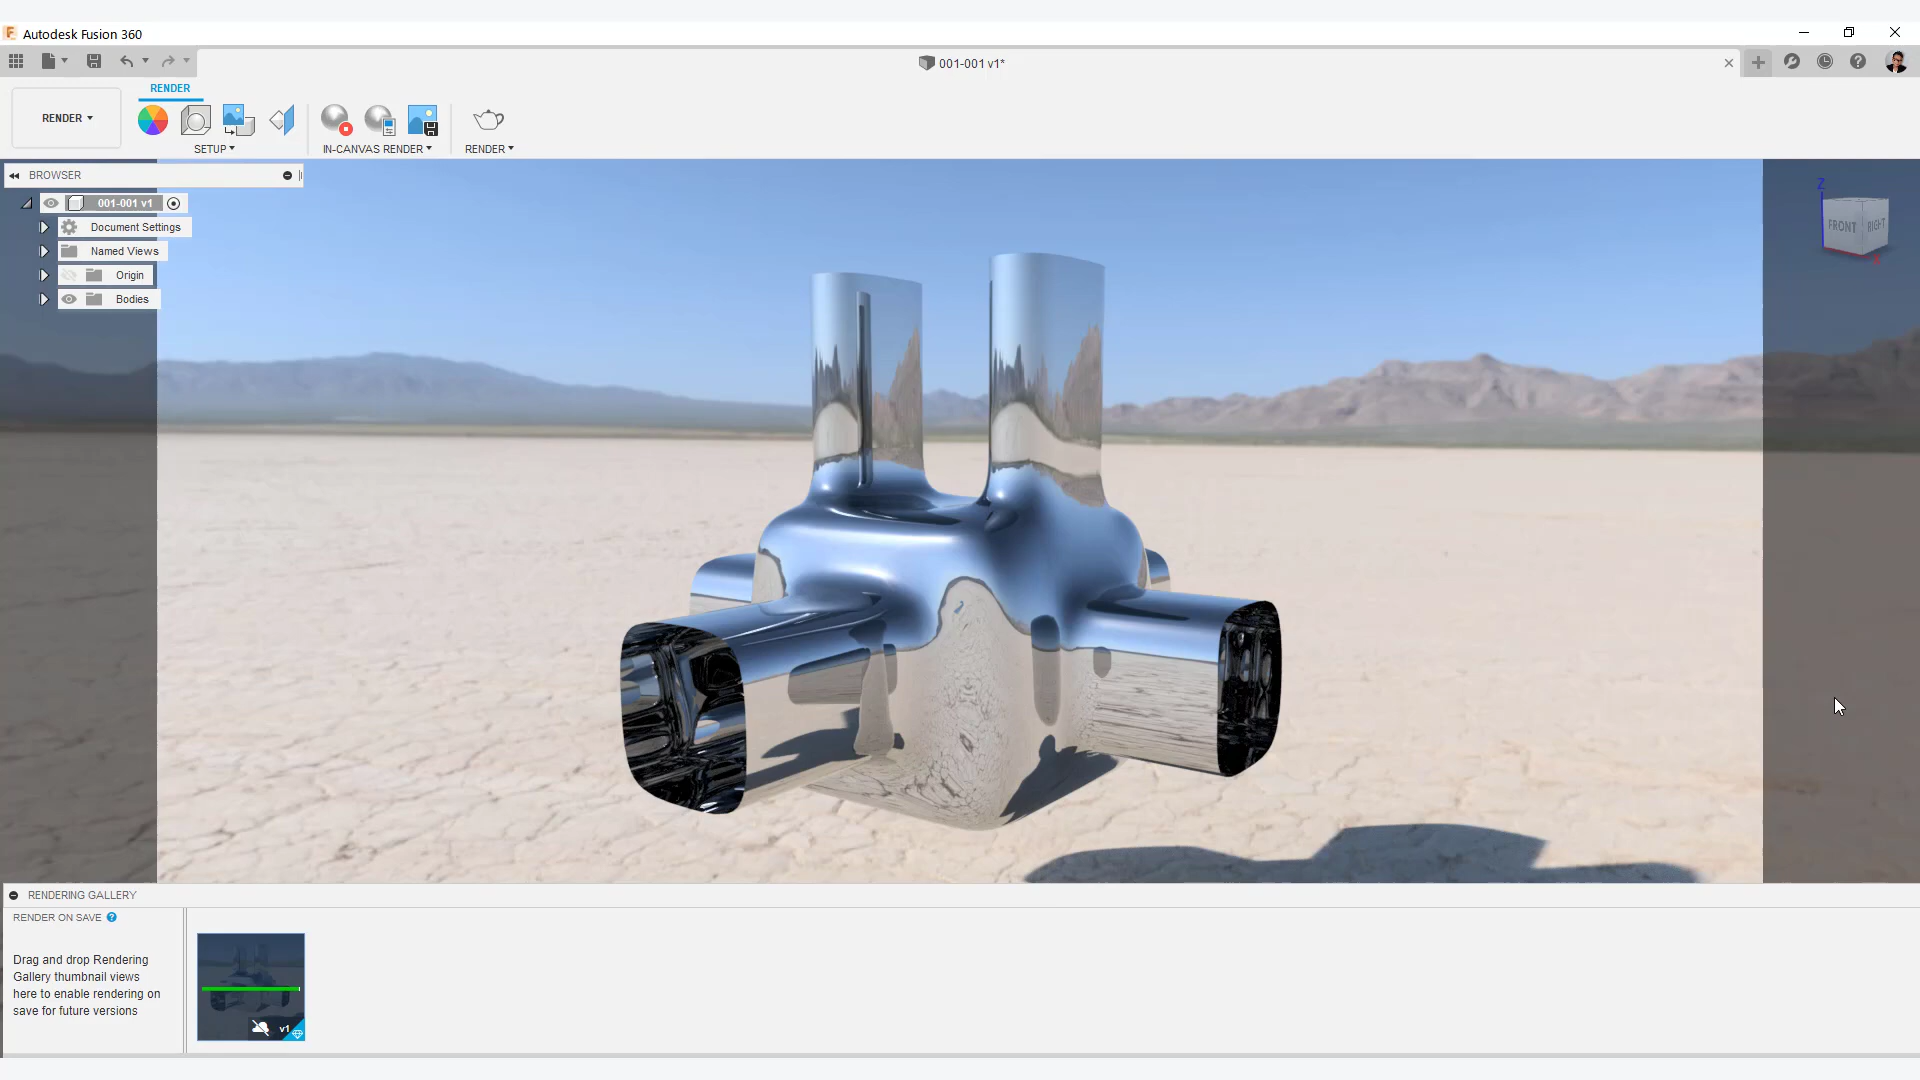 Autodesk Fusion 360
001-001 v1*
RENDER
RENDER
SETUP
IN-CANVAS RENDER
RENDER
BROWSER
001-001 v1
Document Settings
Named Views
Origin
Bodies
Z
FRONT
RIGHT
X
RENDERING GALLERY
RENDER ON SAVE
Drag and drop Rendering
Gallery thumbnail views
here to enable rendering on
save for future versions
v1